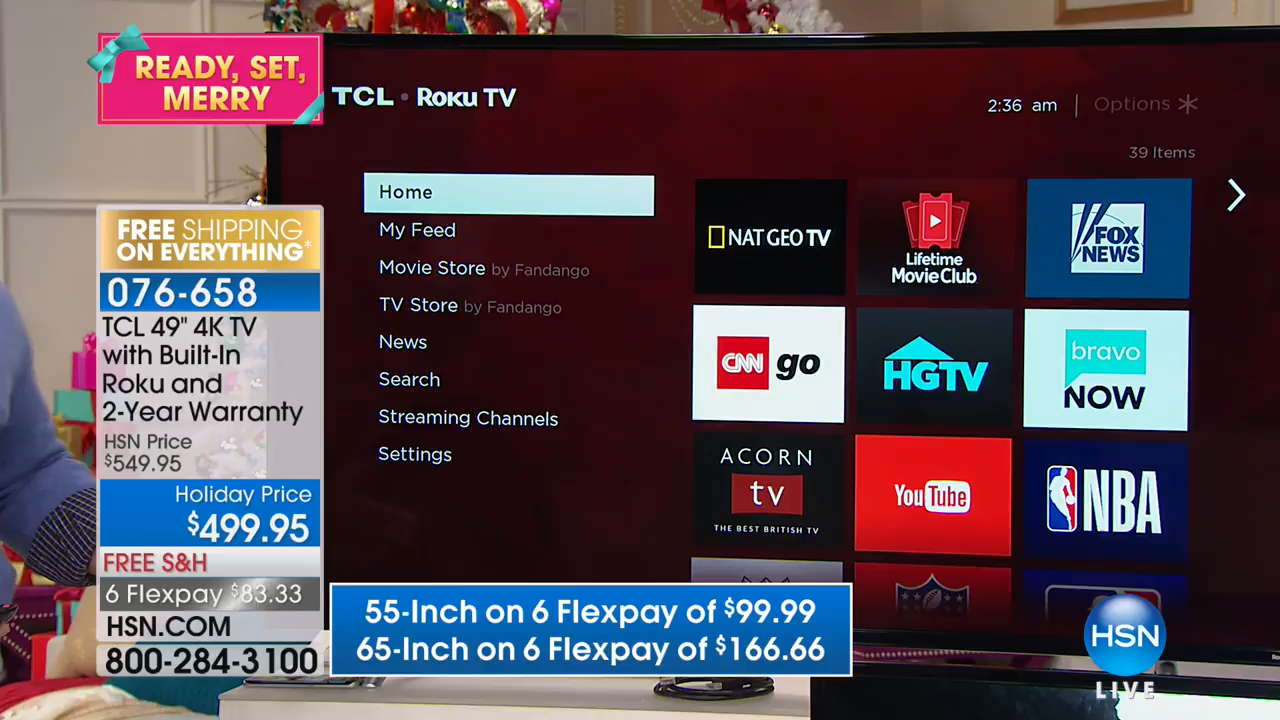 READY, SET,
MERRY
FREE SHIPPING
ON EVERYTHING*
076-658
TCL 49" 4K TV
with Built-In
Roku and
2-Year Warranty
HSN Price
$549.95
Holiday Price
$499.95
FREE S&H
6 Flexpay $83.33
HSN.COM
800-284-3100
TCL • Roku TV
2:36 am | Options
39 Items
Home
My Feed
Movie Store by Fandango
TV Store by Fandango
News
Search
Streaming Channels
Settings
NAT GEO TV
Lifetime
Movie Club
FOX
NEWS
CNN go
HGTV
bravo
NOW
ACORN
tv
THE BEST BRITISH TV
YouTube
NBA
55-Inch on 6 Flexpay of $99.99
65-Inch on 6 Flexpay of $166.66
HSN
LIVE